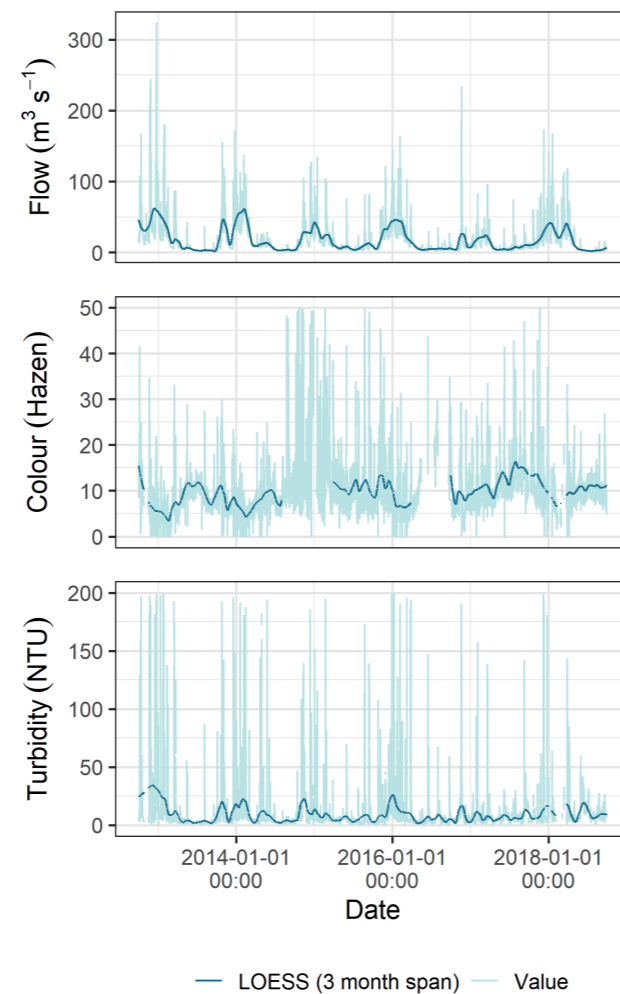 Flow (m³ s⁻¹)
300
200
100
0
Colour (Hazen)
50
40
30
20
10
0
Turbidity (NTU)
200
150
100
50
0
2014-01-01 2016-01-01 2018-01-01
00:00 00:00 00:00
Date
LOESS (3 month span) Value